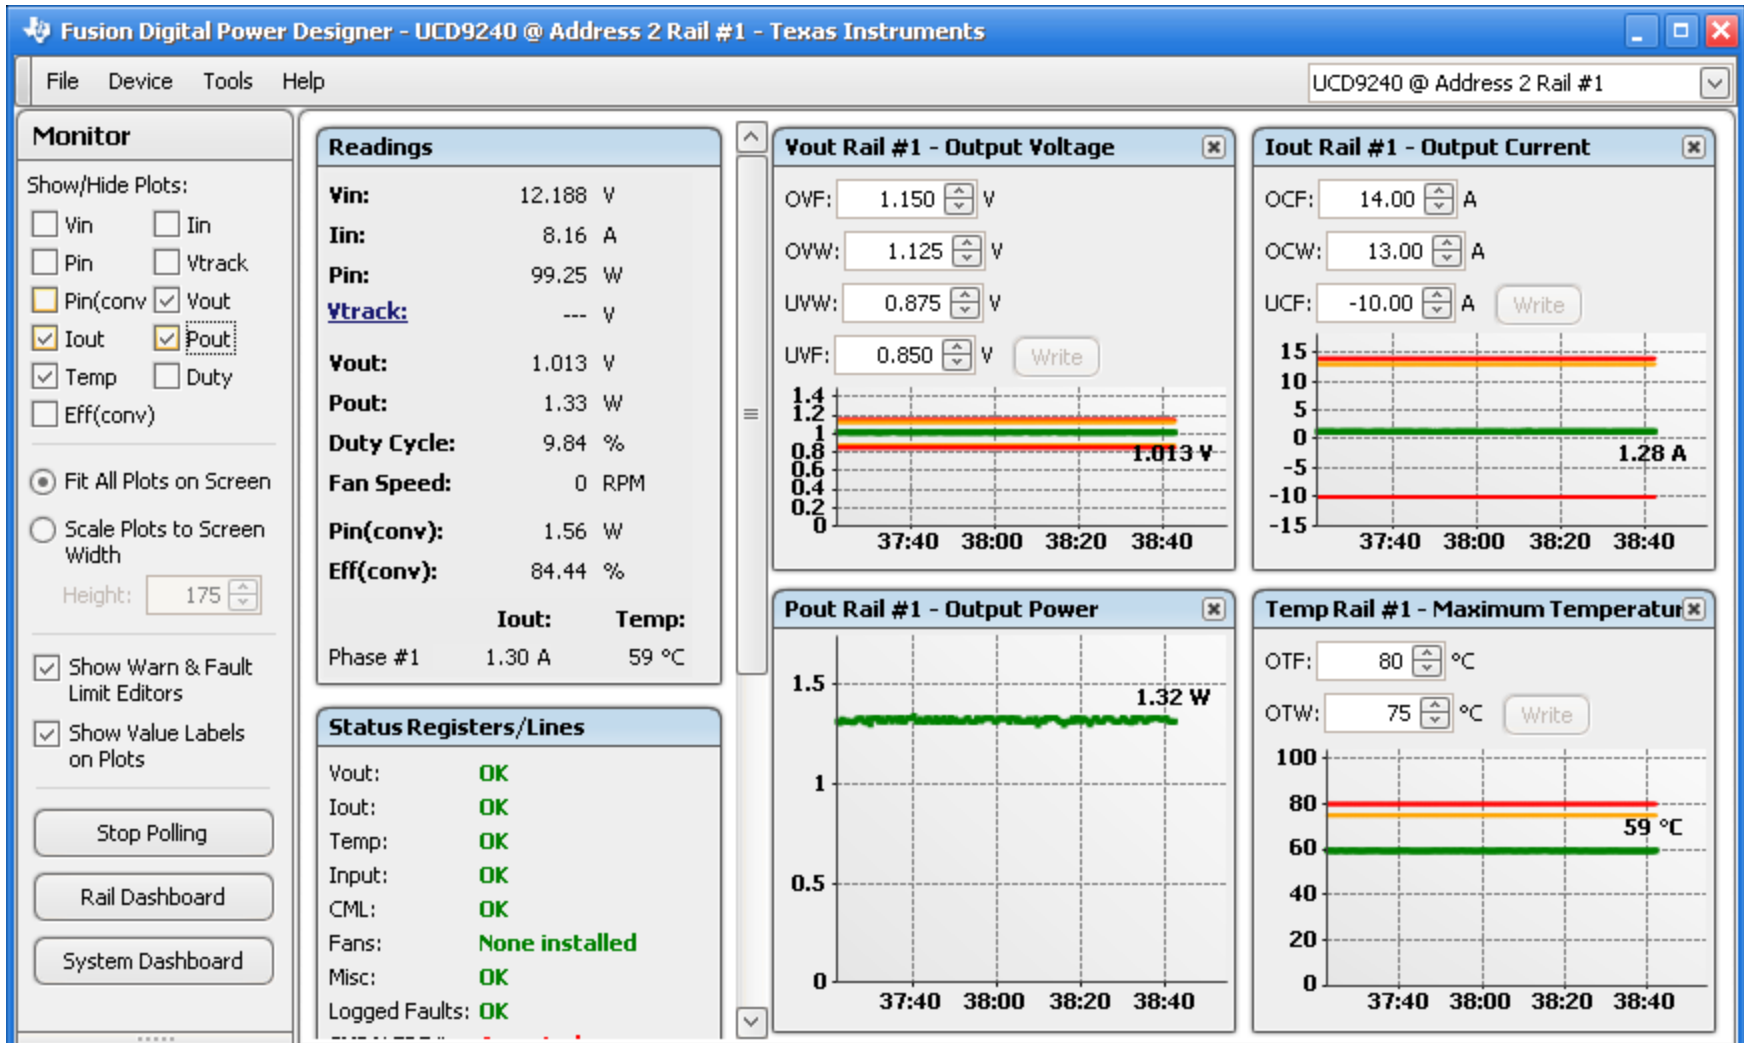 Fusion Digital Power Designer - UCD9240 @ Address 2 Rail #1 - Texas Instruments
File Device Tools Help
UCD9240 @ Address 2 Rail #1
Monitor
Show/Hide Plots:
Vin Iin
Pin Vtrack
Pin(conv Vout
Iout Pout
Temp Duty
Eff(conv)
Fit All Plots on Screen
Scale Plots to Screen
Width
Height: 175
Show Warn & Fault
Limit Editors
Show Value Labels
on Plots
Stop Polling
Rail Dashboard
System Dashboard
Readings
Vin: 12.188 V
Iin: 8.16 A
Pin: 99.25 W
Vtrack: --- V
Vout: 1.013 V
Pout: 1.33 W
Duty Cycle: 9.84 %
Fan Speed: 0 RPM
Pin(conv): 1.56 W
Eff(conv): 84.44 %
Iout: Temp:
Phase #1 1.30 A 59 °C
Status Registers/Lines
Vout: OK
Iout: OK
Temp: OK
Input: OK
CML: OK
Fans: None installed
Misc: OK
Logged Faults: OK
Vout Rail #1 - Output Voltage
OVF: 1.150 V
OVW: 1.125 V
UVW: 0.875 V
UVF: 0.850 V Write
1.4
1.2
1
0.8
0.6
0.4
0.2
0
1.013 V
37:40 38:00 38:20 38:40
Iout Rail #1 - Output Current
OCF: 14.00 A
OCW: 13.00 A
UCF: -10.00 A Write
15
10
5
0
-5
-10
-15
1.28 A
37:40 38:00 38:20 38:40
Pout Rail #1 - Output Power
1.5
1
0.5
0
1.32 W
37:40 38:00 38:20 38:40
Temp Rail #1 - Maximum Temperatur
OTF: 80 °C
OTW: 75 °C Write
100
80
60
40
20
0
59 °C
37:40 38:00 38:20 38:40